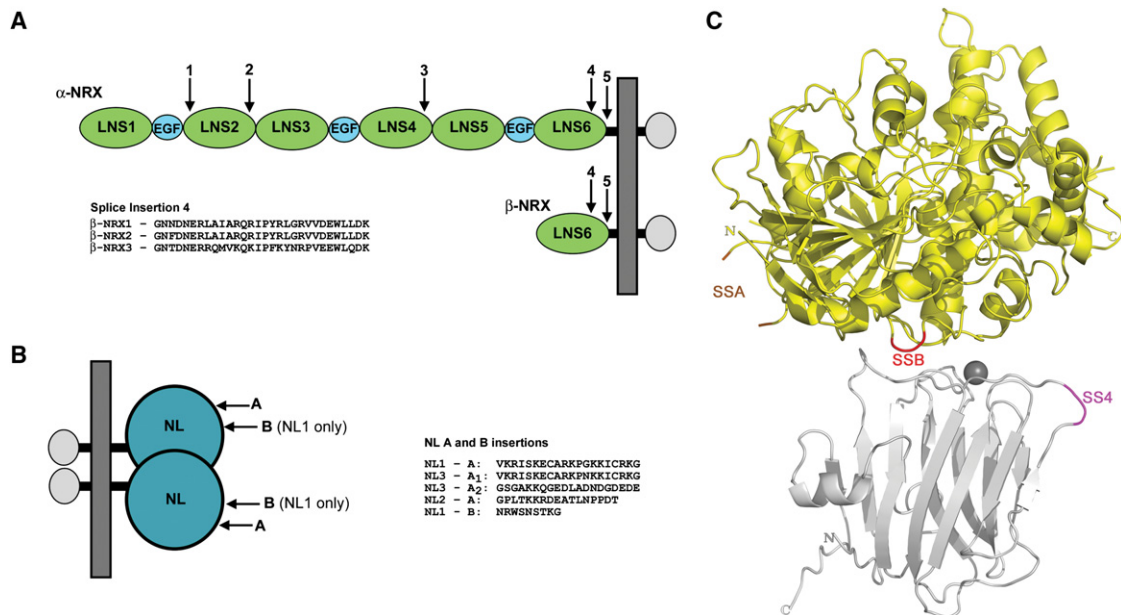 A
α-NRX
1
2
3
4
5
LNS1
EGF
LNS2
LNS3
EGF
LNS4
LNS5
EGF
LNS6
β-NRX
4
5
LNS6
Splice Insertion 4
β-NRX1 - GNNDNERLAIARQRIPYRLGRVVDEWLLDK
β-NRX2 - GNFDNERLAIARQRIPYRLGRVVDEWLLDK
β-NRX3 - GNTDNERRQMVKQKIPFKYNRPVEEWLQDK
B
NL
A
B (NL1 only)
NL
B (NL1 only)
A
NL A and B insertions
NL1 - A: VKRISKECARKPGKKICRKG
NL3 - A1: VKRISKECARKPNKKICRKG
NL3 - A2: GSGAKKQGEDLADNDGDEDE
NL2 - A: GPLTKKRDEATLNPPDT
NL1 - B: NRWSNSTKG
C
N
C
SSA
SSB
SS4
N
C